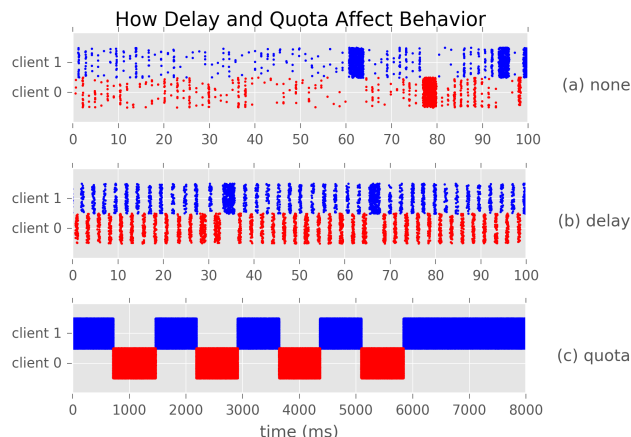 How Delay and Quota Affect Behavior
client 1
client 0
(a) none
0 10 20 30 40 50 60 70 80 90 100
client 1
client 0
(b) delay
0 10 20 30 40 50 60 70 80 90 100
client 1
client 0
(c) quota
0 1000 2000 3000 4000 5000 6000 7000 8000
time (ms)